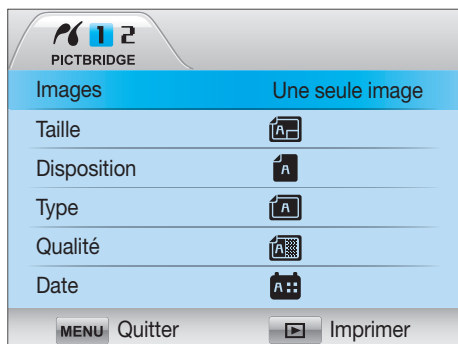 1 2
PICTBRIDGE
Images Une seule image
Taille A
Disposition A
Type A
Qualité A
Date A
MENU Quitter Imprimer